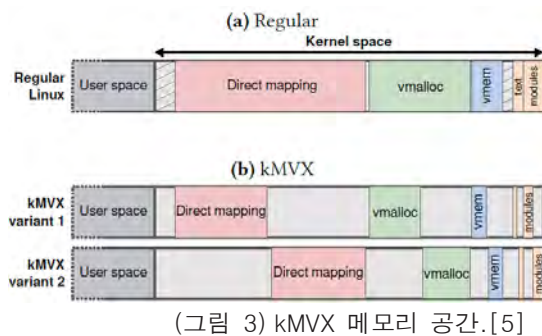 (a) Regular
Kernel space
Regular Linux
User space
Direct mapping
vmalloc
vmem
text
modules
(b) kMVX
kMVX variant 1
User space
Direct mapping
vmalloc
vmem
modules
kMVX variant 2
User space
Direct mapping
vmalloc
vmem
modules
(그림 3) kMVX 메모리 공간.[5]